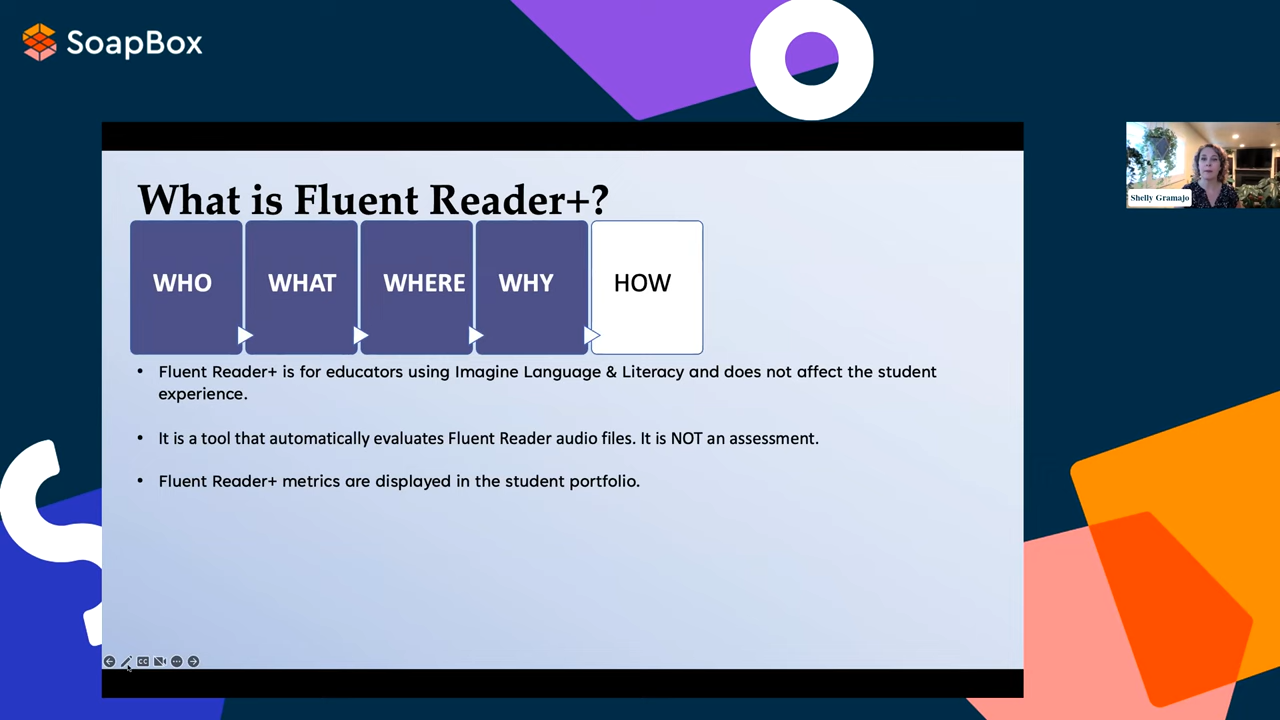 SoapBox
Shelly Gramajo
What is Fluent Reader+?
WHO
WHAT
WHERE
WHY
HOW
• Fluent Reader+ is for educators using Imagine Language & Literacy and does not affect the student
experience.
• It is a tool that automatically evaluates Fluent Reader audio files. It is NOT an assessment.
• Fluent Reader+ metrics are displayed in the student portfolio.
CC